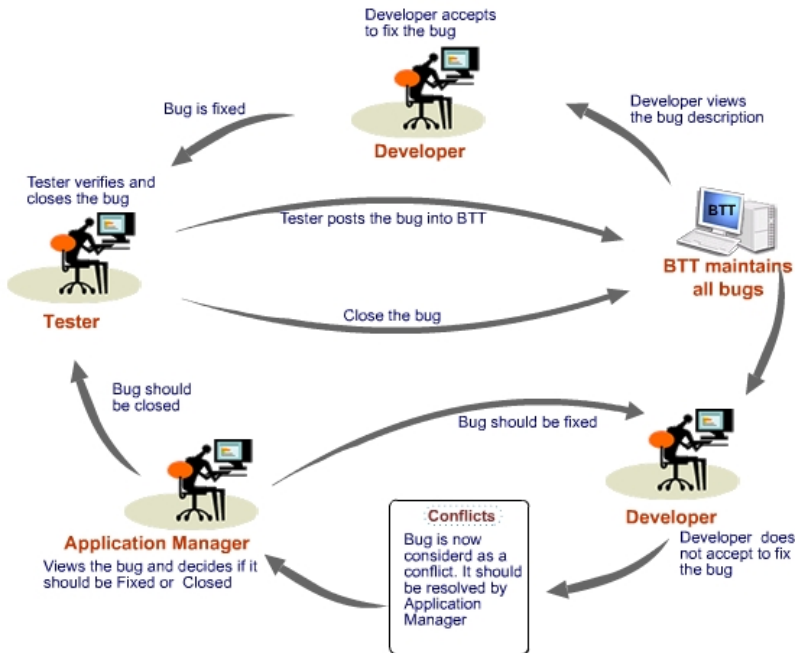 Developer accepts
to fix the bug
Developer
Bug is fixed
Developer views
the bug description
Tester verifies and
closes the bug
Tester
Tester posts the bug into BTT
BTT
BTT maintains
all bugs
Close the bug
Bug should
be closed
Bug should be fixed
Application Manager
Views the bug and decides if it
should be Fixed or Closed
Conflicts
Bug is now
considerd as a
conflict. It should
be resolved by
Application
Manager
Developer
Developer does
not accept to fix
the bug